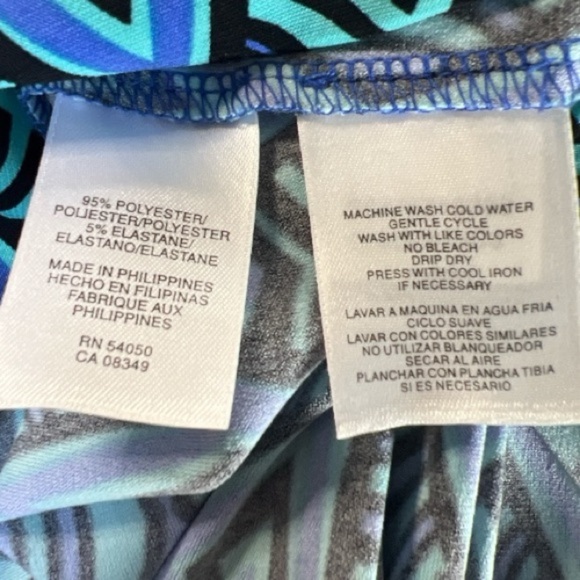 95% POLYESTER/
POLIESTER/POLYESTER
5% ELASTANE/
ELASTANO/ELASTANE
MADE IN PHILIPPINES
HECHO EN FILIPINAS
FABRIQUE AUX
PHILIPPINES
RN 54050
CA 08349
MACHINE WASH COLD WATER
GENTLE CYCLE
WASH WITH LIKE COLORS
NO BLEACH
DRIP DRY
PRESS WITH COOL IRON
IF NECESSARY
LAVAR A MAQUINA EN AGUA FRIA
CICLO SUAVE
LAVAR CON COLORES SIMILARES
NO UTILIZAR BLANQUEADOR
SECAR AL AIRE
PLANCHAR CON PLANCHA TIBIA
SI ES NECESARIO